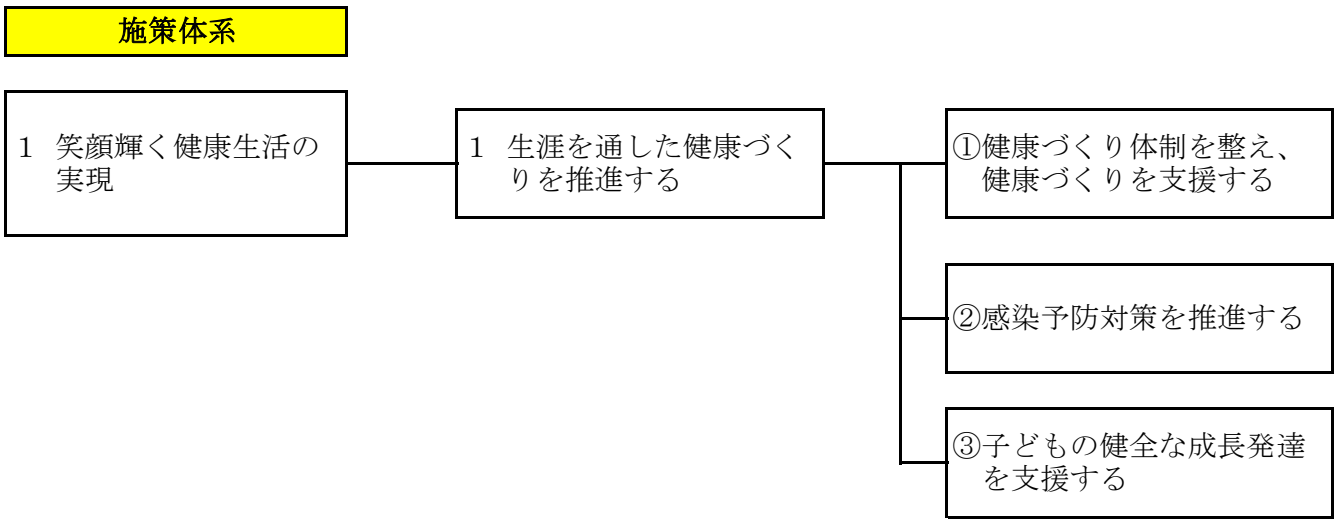 施策体系
1 笑顔輝く健康生活の
実現
1 生涯を通した健康づく
りを推進する
①健康づくり体制を整え、
健康づくりを支援する
②感染予防対策を推進する
③子どもの健全な成長発達
を支援する